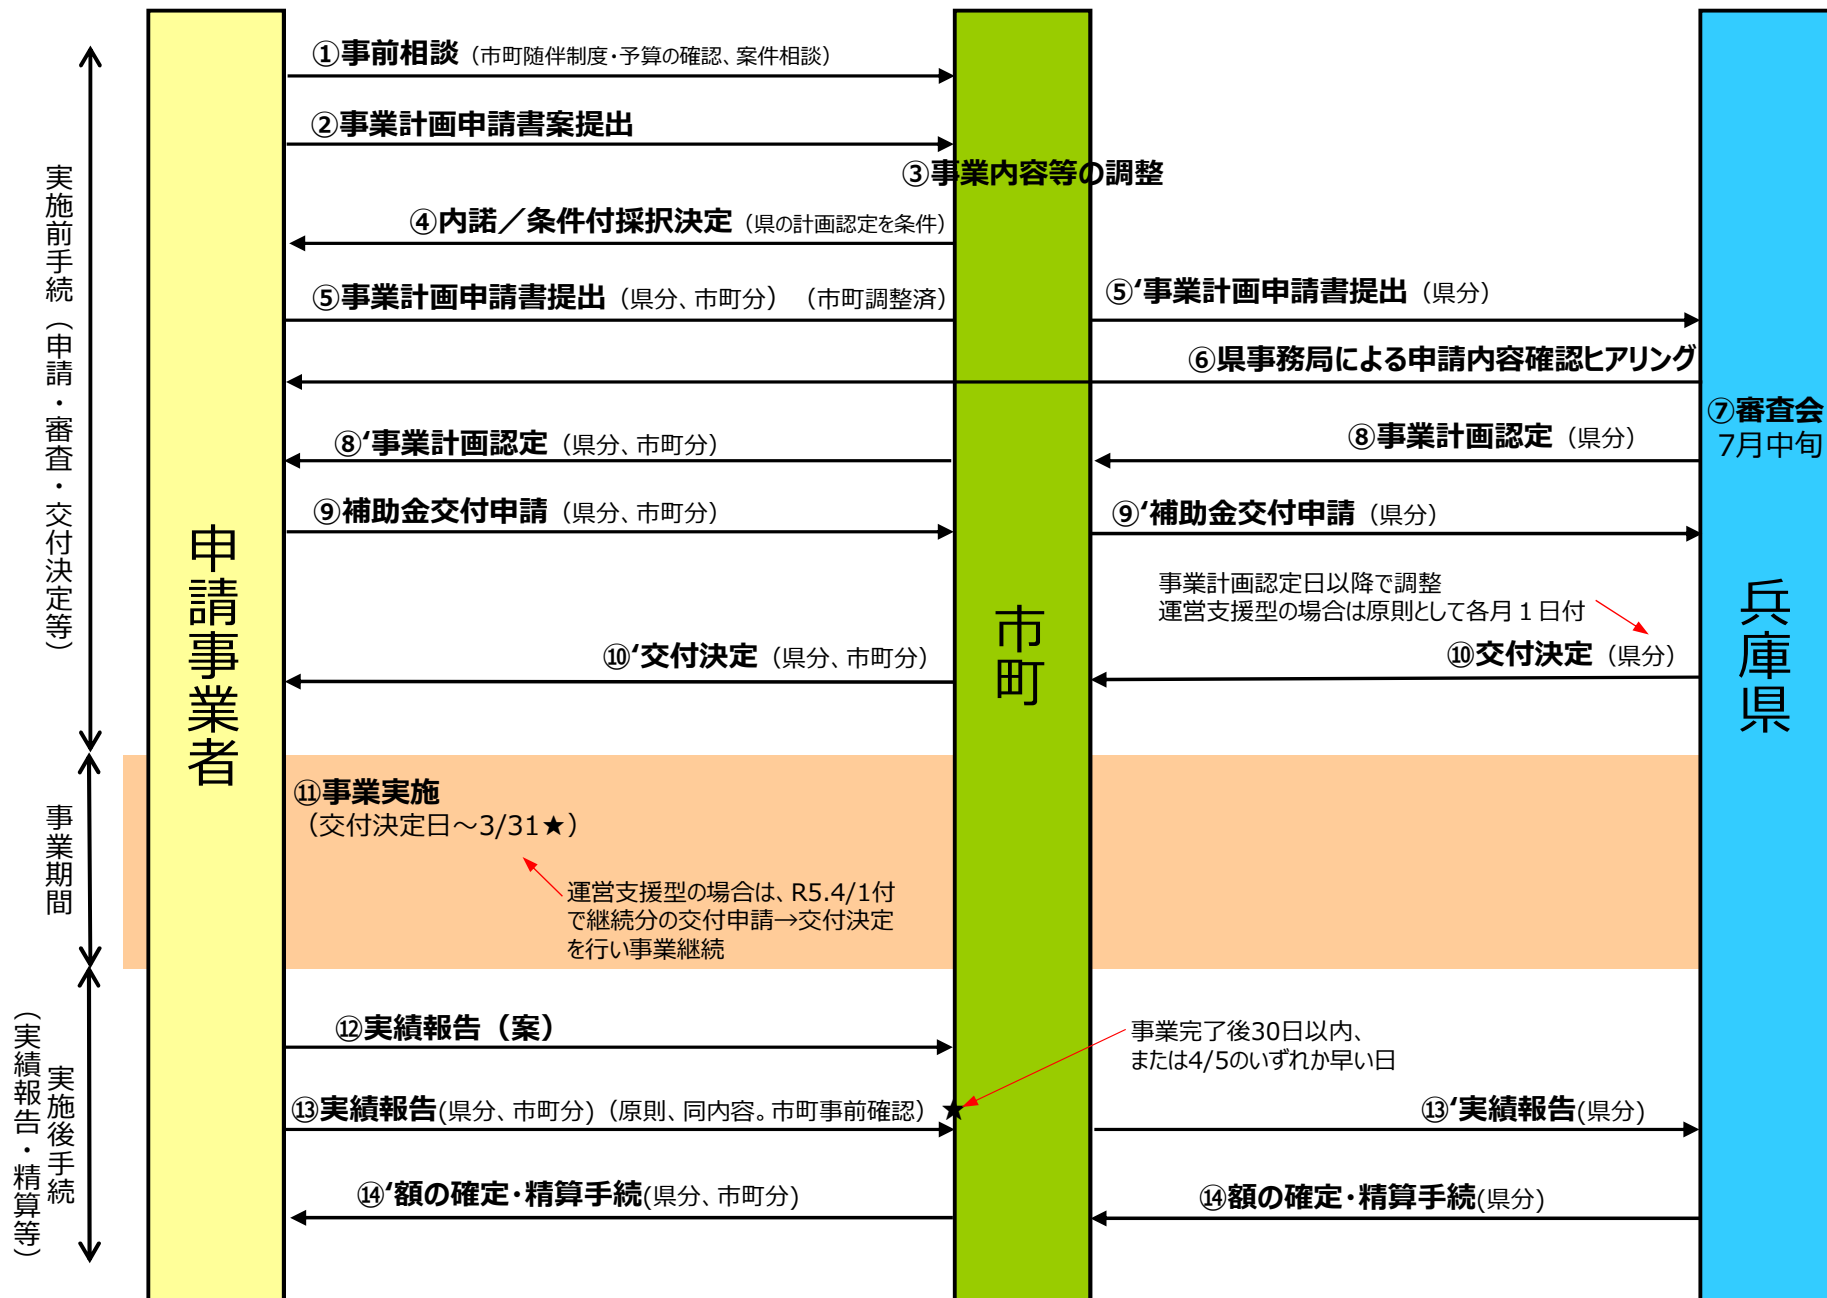 ①事前相談（市町随伴制度・予算の確認、案件相談）
②事業計画申請書案提出
③事業内容等の調整
④内諾／条件付採択決定（県の計画認定を条件）
⑤事業計画申請書提出（県分、市町分）（市町調整済）
⑤‘事業計画申請書提出（県分）
⑥県事務局による申請内容確認ヒアリング
⑦審査会
7月中旬
⑧‘事業計画認定（県分、市町分）
⑧事業計画認定（県分）
⑨補助金交付申請（県分、市町分）
⑨‘補助金交付申請（県分）
事業計画認定日以降で調整
運営支援型の場合は原則として各月１日付
⑩‘交付決定（県分、市町分）
⑩交付決定（県分）
実施前手続（申請・審査・交付決定等）
申請事業者
市町
兵庫県
⑪事業実施
（交付決定日～3/31★）
運営支援型の場合は、R5.4/1付
で継続分の交付申請→交付決定
を行い事業継続
事業期間
⑫実績報告（案）
事業完了後30日以内、
または4/5のいずれか早い日
⑬実績報告(県分、市町分)（原則、同内容。市町事前確認）★
⑬‘実績報告(県分)
⑭‘額の確定・精算手続(県分、市町分)
⑭額の確定・精算手続(県分)
実施後手続
（実績報告・精算等）